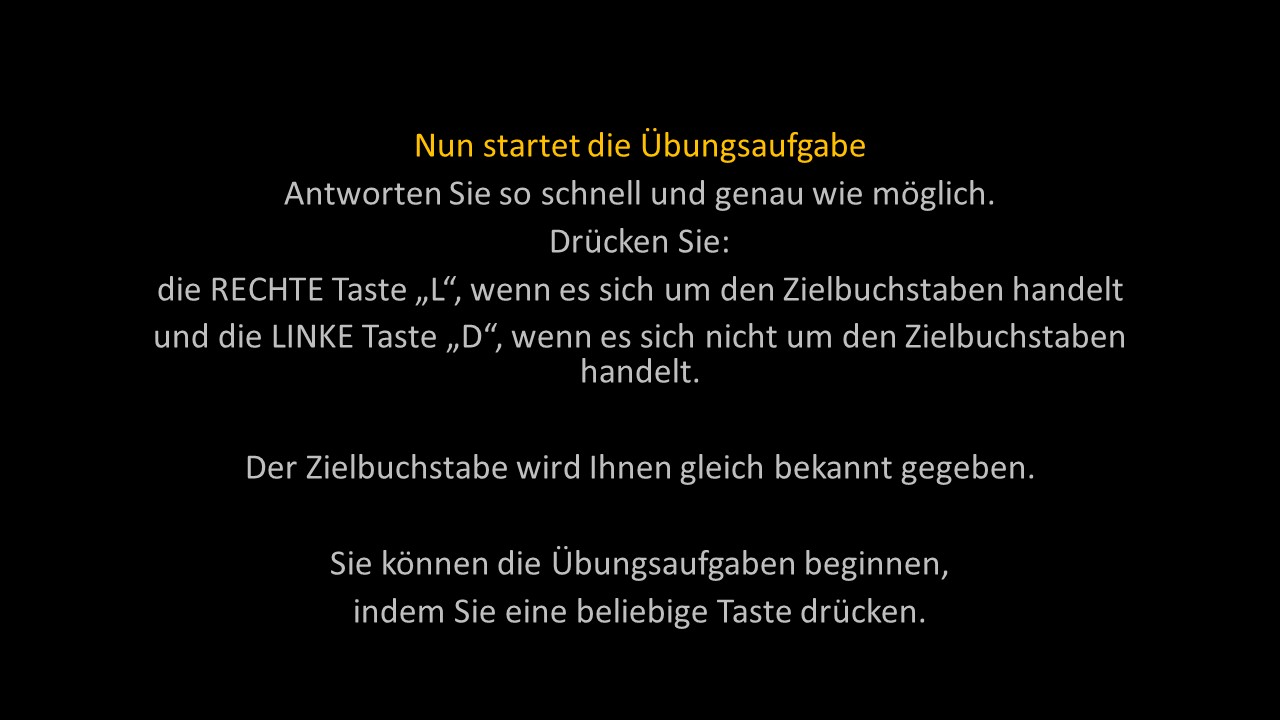 Nun startet die Übungsaufgabe
Antworten Sie so schnell und genau wie möglich.
Drücken Sie:
die RECHTE Taste „L“, wenn es sich um den Zielbuchstaben handelt
und die LINKE Taste „D“, wenn es sich nicht um den Zielbuchstaben
handelt.
Der Zielbuchstabe wird Ihnen gleich bekannt gegeben.
Sie können die Übungsaufgaben beginnen,
indem Sie eine beliebige Taste drücken.